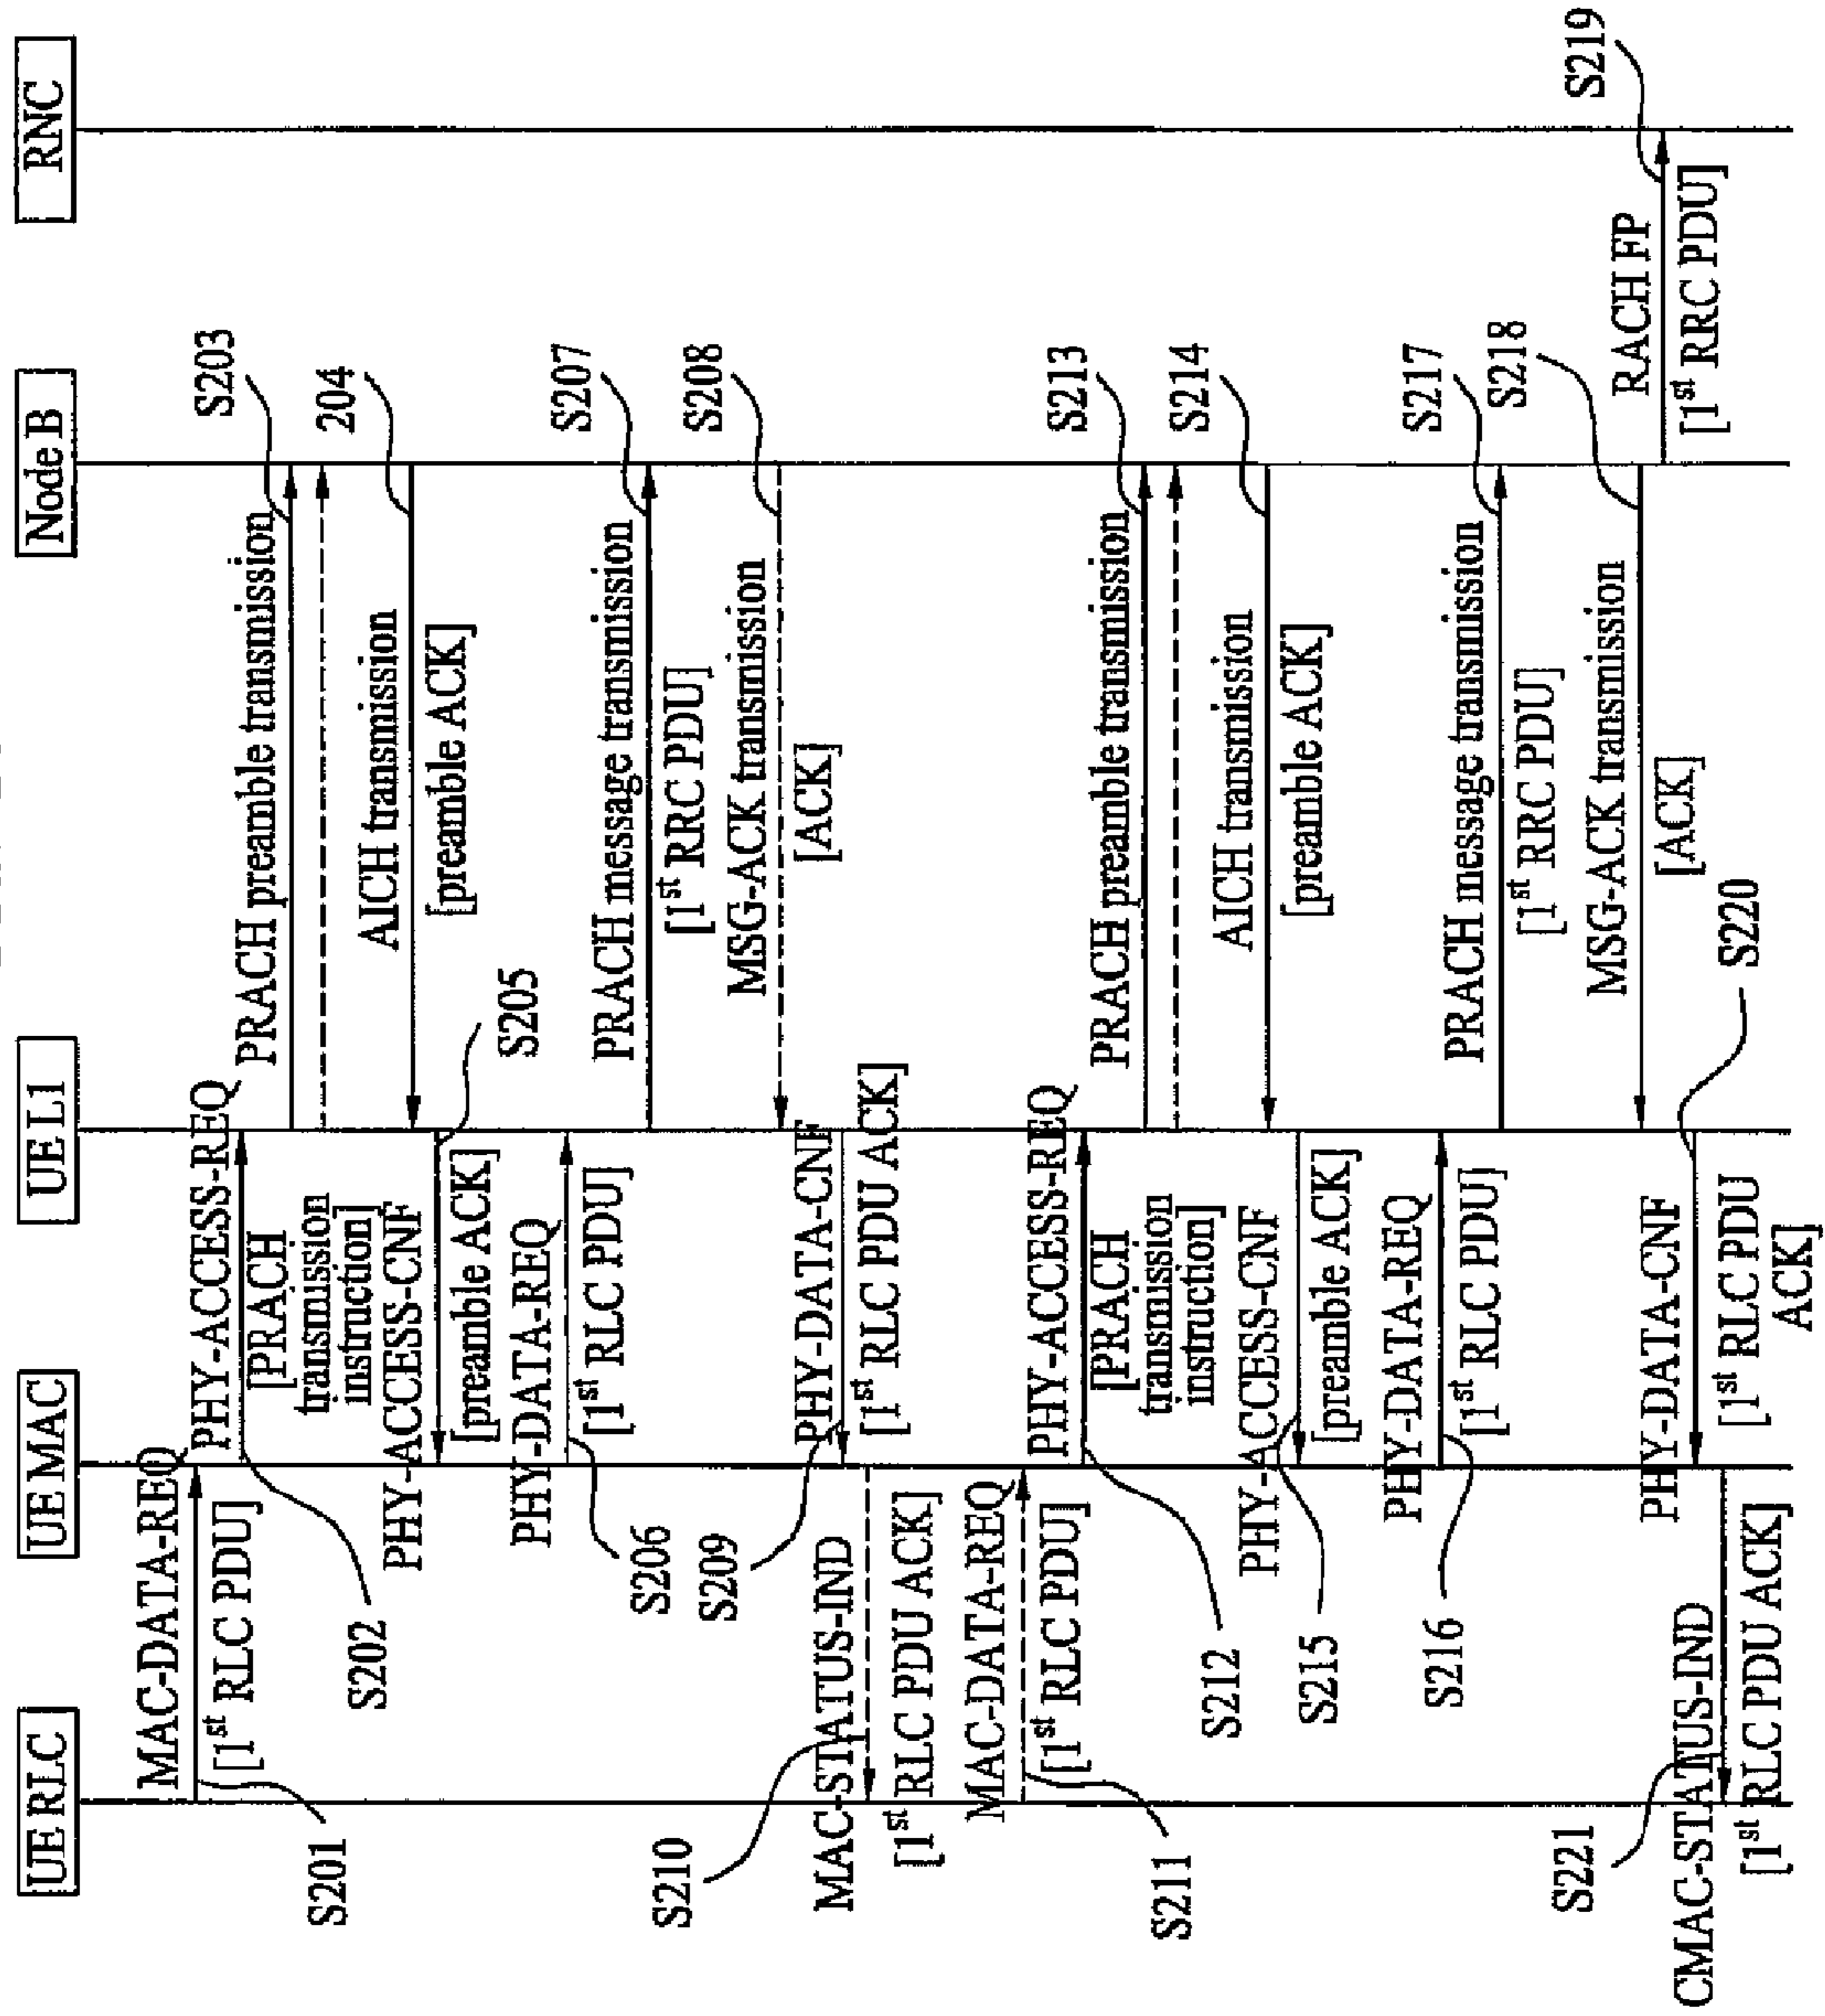 UE RLC
UE MAC
UE L1
Node B
RNC
MAC-DATA-REQ
[1st RLC PDU]
S201
PHY-ACCESS-REQ
[PRACH
transmission
instruction]
S202
PRACH preamble transmission
S203
AICH transmission
[preamble ACK]
204
PHY-ACCESS-CNF
[preamble ACK]
S205
PHY-DATA-REQ
[1st RLC PDU]
S206
PRACH message transmission
[1st RRC PDU]
S207
MSG-ACK transmission
[ACK]
S208
PHY-DATA-CNF
[1st RLC PDU ACK]
S209
MAC-STATUS-IND
[1st RLC PDU ACK]
S210
MAC-DATA-REQ
[1st RLC PDU]
S211
PHY-ACCESS-REQ
[PRACH
transmission
instruction]
S212
PRACH preamble transmission
S213
AICH transmission
[preamble ACK]
S214
PHY-ACCESS-CNF
[preamble ACK]
S215
PHY-DATA-REQ
[1st RLC PDU]
S216
PRACH message transmission
[1st RRC PDU]
S217
MSG-ACK transmission
[ACK]
S218
RACH FP
[1st RRC PDU]
S219
PHY-DATA-CNF
[1st RLC PDU
ACK]
S220
CMAC-STATUS-IND
[1st RLC PDU ACK]
S221